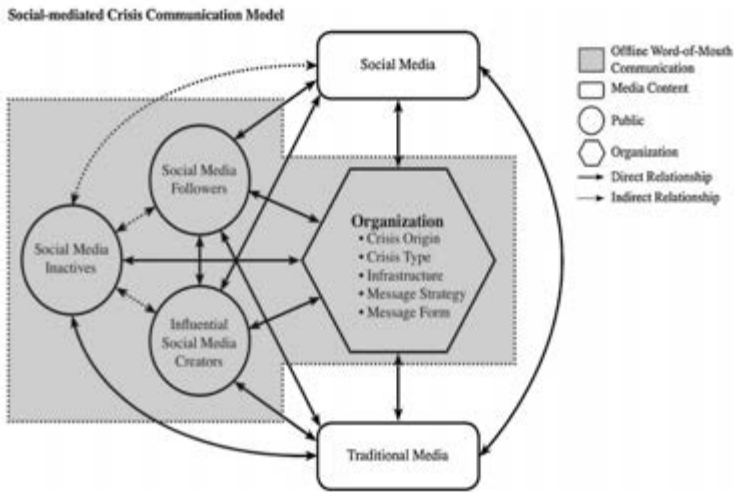 Social-mediated Crisis Communication Model
Social Media
Offline Word-of-Mouth
Communication
Media Content
Public
Organization
Direct Relationship
Indirect Relationship
Social Media
Followers
Social Media
Inactives
Influential
Social Media
Creators
Organization
• Crisis Origin
• Crisis Type
• Infrastructure
• Message Strategy
• Message Form
Traditional Media